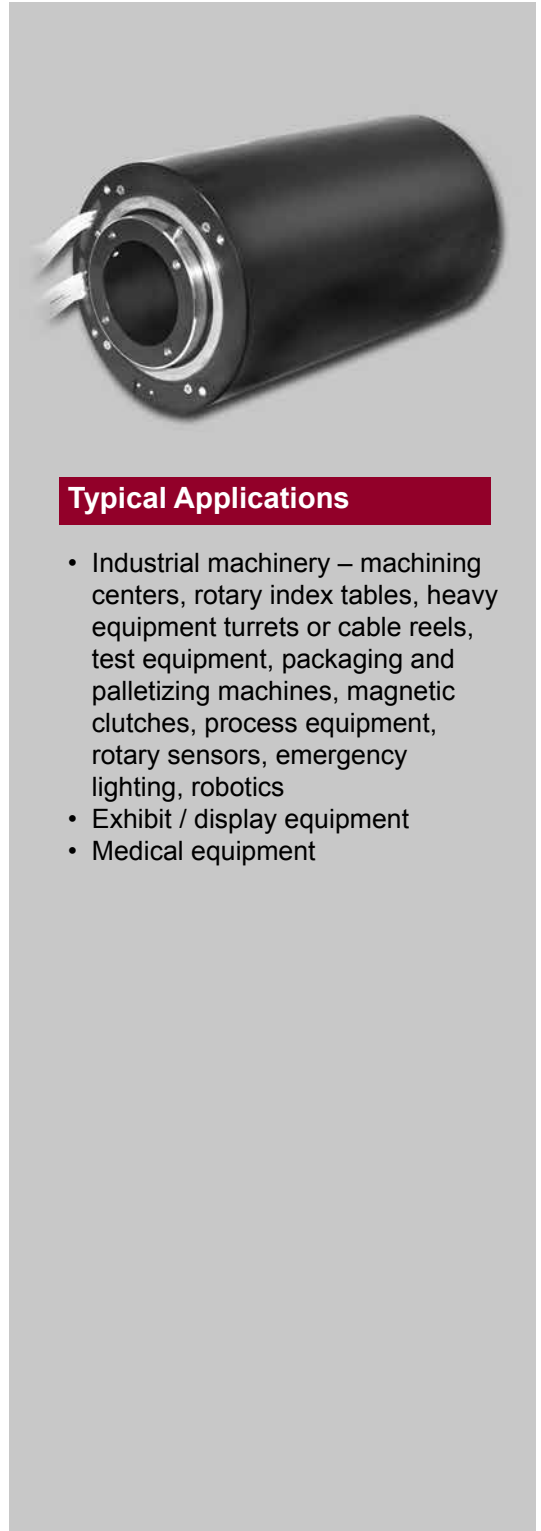 Typical Applications
• Industrial machinery – machining
centers, rotary index tables, heavy
equipment turrets or cable reels,
test equipment, packaging and
palletizing machines, magnetic
clutches, process equipment,
rotary sensors, emergency
lighting, robotics
• Exhibit / display equipment
• Medical equipment